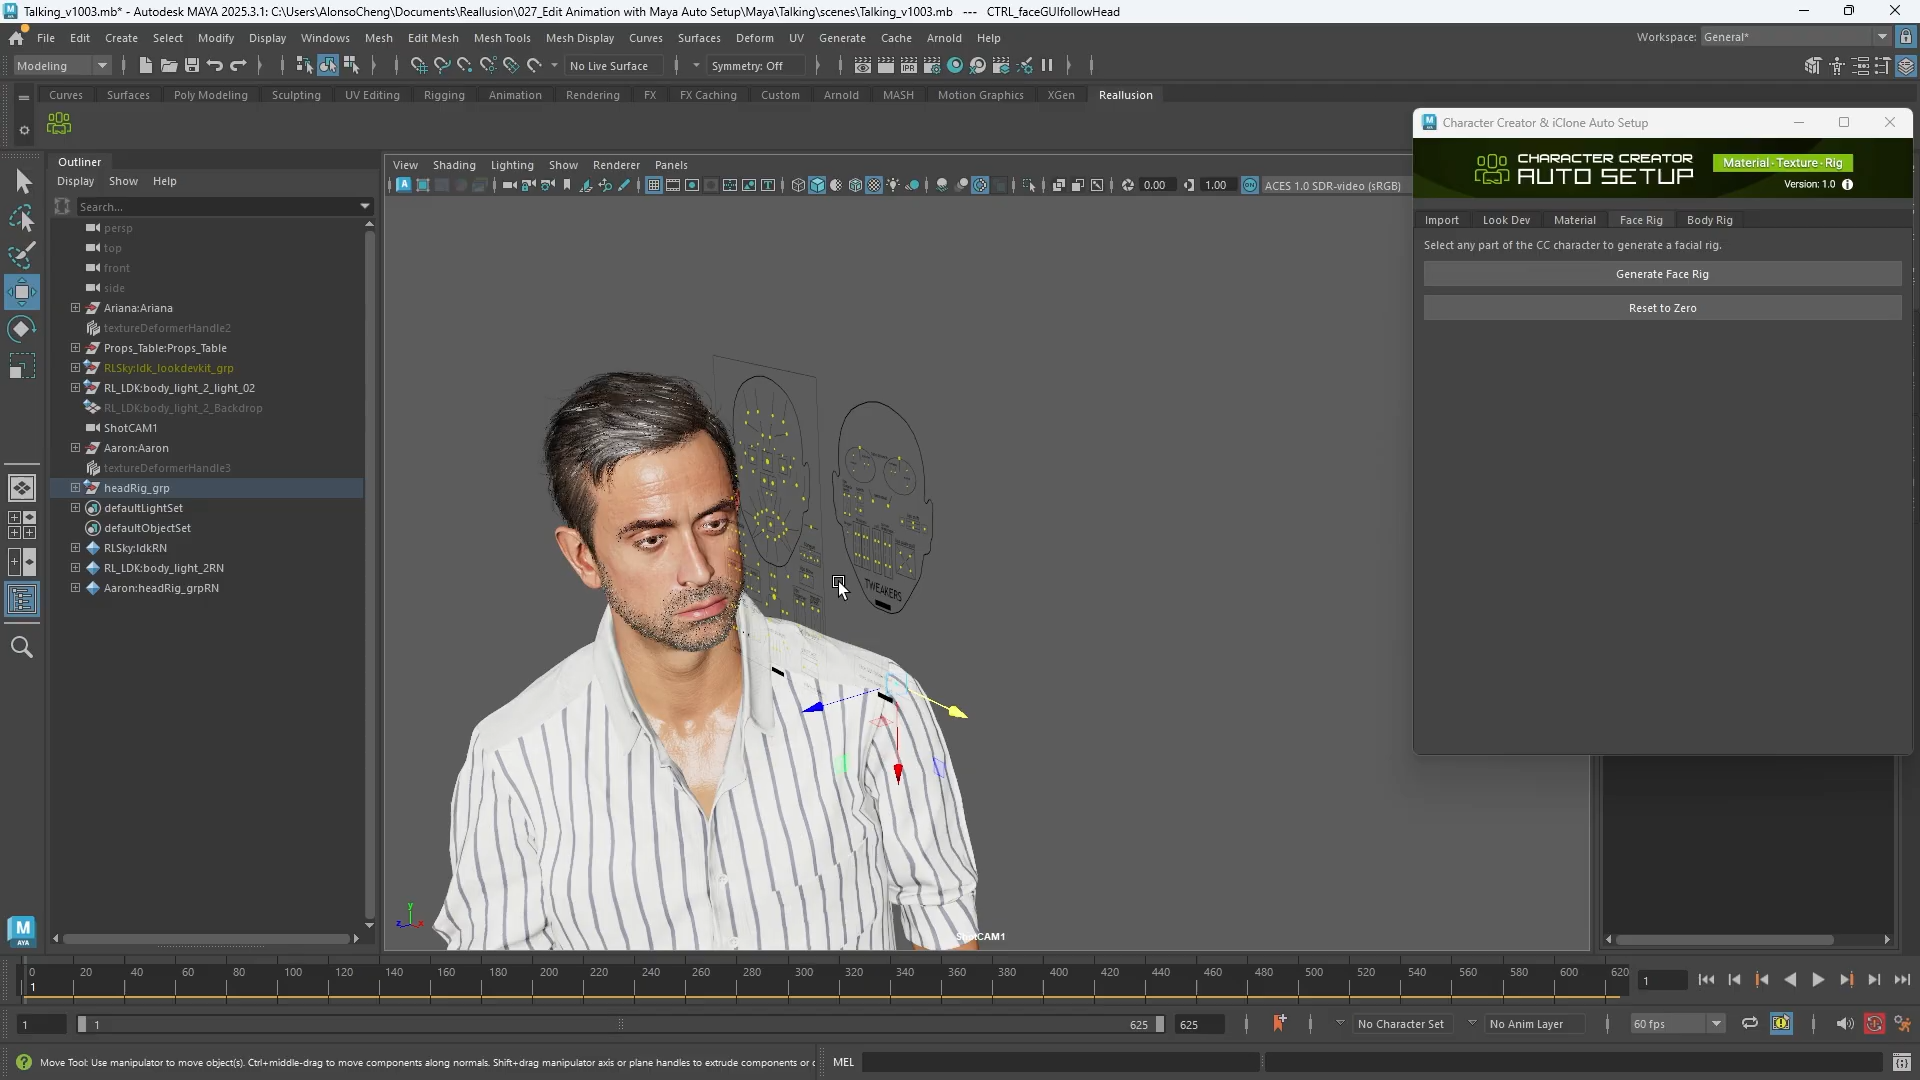 Talking_v1003.mb* - Autodesk MAYA 2025.3.1: C:\Users\AlonsoCheng\Documents\Reallusion\027_Edit Animation with Maya Auto Setup\Maya\Talking\scenes\Talking_v1003.mb --- CTRL_faceGUIfollowHead
File Edit Create Select Modify Display Windows Mesh Edit Mesh Mesh Tools Mesh Display Curves Surfaces Deform UV Generate Cache Arnold Help
Workspace: General*
Modeling
No Live Surface
Symmetry: Off
IPR
Curves Surfaces Poly Modeling Sculpting UV Editing Rigging Animation Rendering FX FX Caching Custom Arnold MASH Motion Graphics XGen Reallusion
Character Creator & iClone Auto Setup
CHARACTER CREATOR
AUTO SETUP
Material · Texture · Rig
Version: 1.0
Import Look Dev Material Face Rig Body Rig
Select any part of the CC character to generate a facial rig.
Generate Face Rig
Reset to Zero
Outliner
Display Show Help
Search...
persp
top
front
side
Ariana:Ariana
textureDeformerHandle2
Props_Table:Props_Table
RLSky:ldk_lookdevkit_grp
RL_LDK:body_light_2_light_02
RL_LDK:body_light_2_Backdrop
ShotCAM1
Aaron:Aaron
textureDeformerHandle3
headRig_grp
defaultLightSet
defaultObjectSet
RLSky:ldkRN
RL_LDK:body_light_2RN
Aaron:headRig_grpRN
View Shading Lighting Show Renderer Panels
0.00
1.00
ACES 1.0 SDR-video (sRGB)
TWEAKERS
y
z
x
ShotCAM1
0 20 40 60 80 100 120 140 160 180 200 220 240 260 280 300 320 340 360 380 400 420 440 460 480 500 520 540 560 580 600 620
1
1
1
1
625
625
No Character Set
No Anim Layer
60 fps
Move Tool: Use manipulator to move object(s). Ctrl+middle-drag to move components along normals. Shift+drag manipulator axis or plane handles to extrude components or
MEL
M
AYA